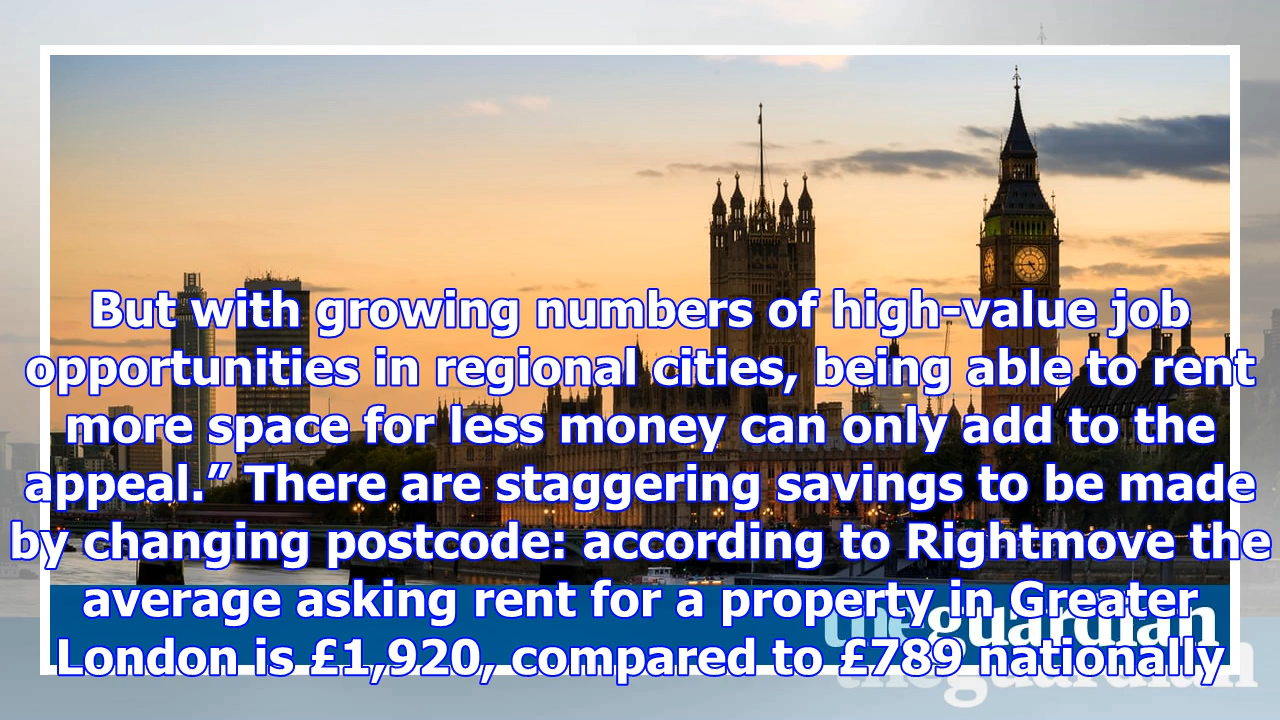 But with growing numbers of high-value job
opportunities in regional cities, being able to rent
more space for less money can only add to the
appeal.” There are staggering savings to be made
by changing postcode: according to Rightmove the
average asking rent for a property in Greater
London is £1,920, compared to £789 nationally
theguardian
theguardian